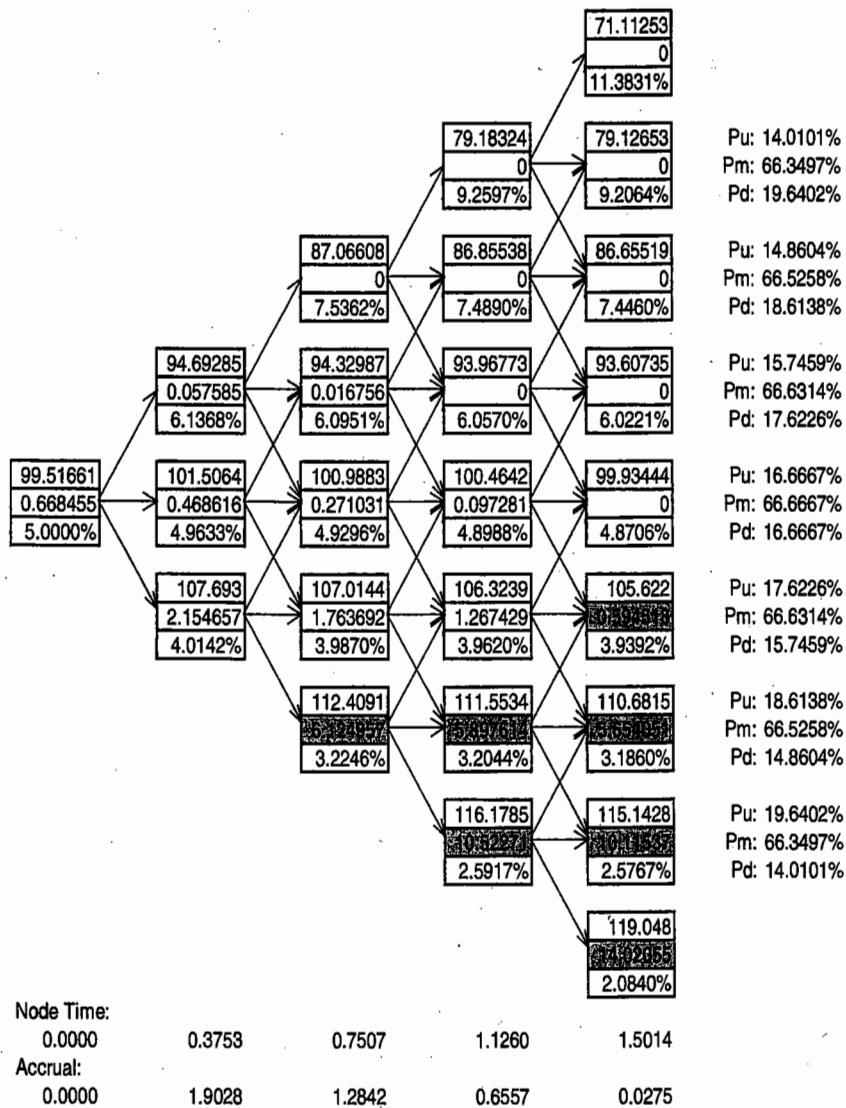 71.11253
0
11.3831%
79.18324 79.12653 Pu: 14.0101%
0 0 Pm: 66.3497%
9.2597% 9.2064% Pd: 19.6402%
87.06608 86.85538 86.65519 Pu: 14.8604%
0 0 0 Pm: 66.5258%
7.5362% 7.4890% 7.4460% Pd: 18.6138%
94.69285 94.32987 93.96773 93.60735 Pu: 15.7459%
0.057585 0.016756 0 0 Pm: 66.6314%
6.1368% 6.0951% 6.0570% 6.0221% Pd: 17.6226%
99.51661 101.5064 100.9883 100.4642 99.93444 Pu: 16.6667%
0.668455 0.468616 0.271031 0.097281 0 Pm: 66.6667%
5.0000% 4.9633% 4.9296% 4.8988% 4.8706% Pd: 16.6667%
107.693 107.0144 106.3239 105.622 Pu: 17.6226%
2.154657 1.763692 1.267429 Pm: 66.6314%
4.0142% 3.9870% 3.9620% 3.9392% Pd: 15.7459%
112.4091 111.5534 110.6815 Pu: 18.6138%
6.124957 5.897614 Pm: 66.5258%
3.2246% 3.2044% 3.1860% Pd: 14.8604%
116.1785 115.1428 Pu: 19.6402%
10.52271 10.11537 Pm: 66.3497%
2.5917% 2.5767% Pd: 14.0101%
119.048
14.02055
2.0840%
Node Time:
0.0000 0.3753 0.7507 1.1260 1.5014
Accrual:
0.0000 1.9028 1.2842 0.6557 0.0275